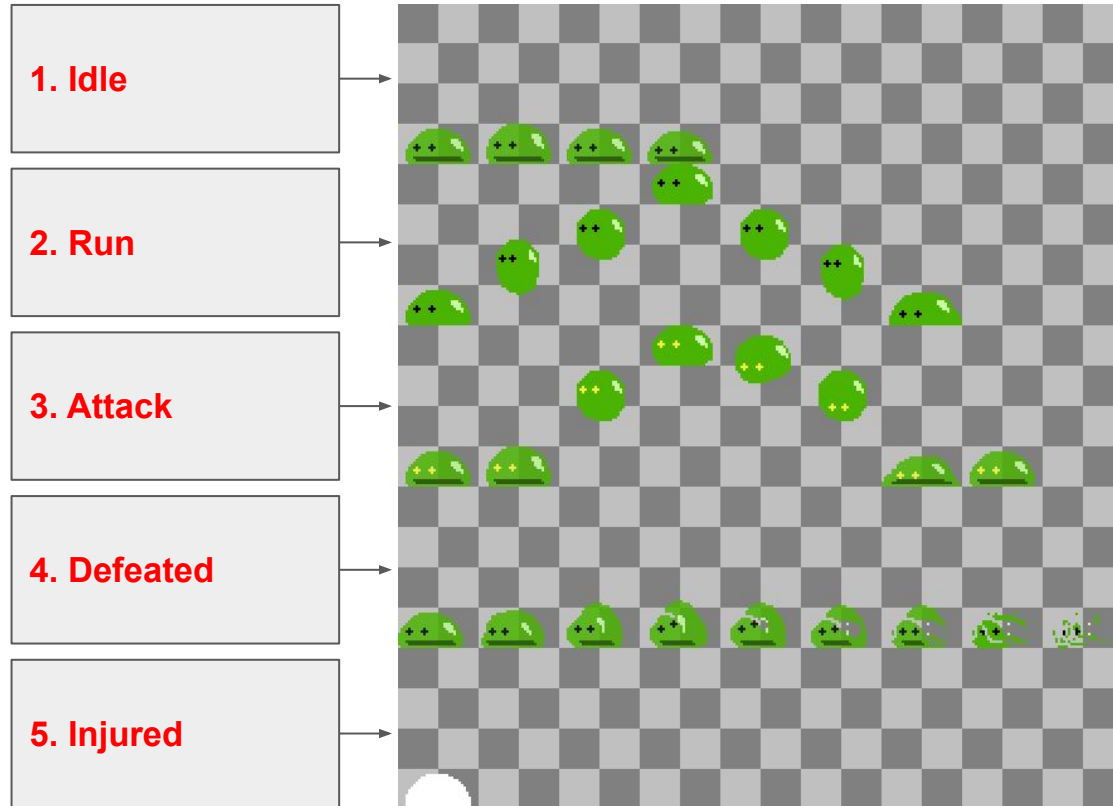 1. Idle
2. Run
3. Attack
4. Defeated
5. Injured